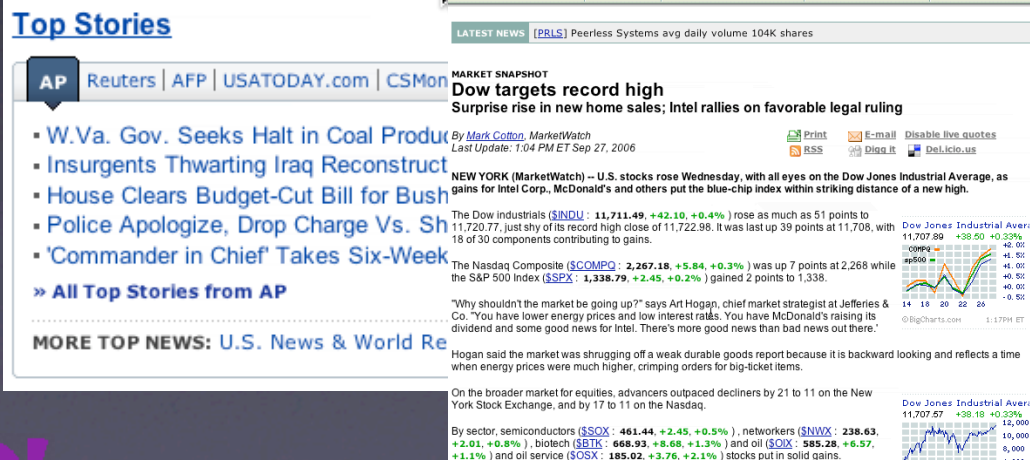 Top Stories
AP Reuters | AFP | USATODAY.com | CSMon
W.Va. Gov. Seeks Halt in Coal Produc
Insurgents Thwarting Iraq Reconstruct
House Clears Budget-Cut Bill for Bush
Police Apologize, Drop Charge Vs. Sh
'Commander in Chief' Takes Six-Week
» All Top Stories from AP
MORE TOP NEWS: U.S. News & World Re
LATEST NEWS [PRLS] Peerless Systems avg daily volume 104K shares
MARKET SNAPSHOT
Dow targets record high
Surprise rise in new home sales; Intel rallies on favorable legal ruling
By Mark Cotton, MarketWatch
Last Update: 1:04 PM ET Sep 27, 2006
Print E-mail Disable live quotes
RSS Digg it Del.icio.us
NEW YORK (MarketWatch) -- U.S. stocks rose Wednesday, with all eyes on the Dow Jones Industrial Average, as
gains for Intel Corp., McDonald's and others put the blue-chip index within striking distance of a new high.
The Dow industrials ($INDU : 11,711.49, +42.10, +0.4% ) rose as much as 51 points to
11,720.77, just shy of its record high close of 11,722.98. It was last up 39 points at 11,708, with
18 of 30 components contributing to gains.
The Nasdaq Composite ($COMPQ : 2,267.18, +5.84, +0.3% ) was up 7 points at 2,268 while
the S&P 500 Index ($SPX : 1,338.79, +2.45, +0.2% ) gained 2 points to 1,338.
"Why shouldn't the market be going up?" says Art Hogan, chief market strategist at Jefferies &
Co. "You have lower energy prices and low interest rates. You have McDonald's raising its
dividend and some good news for Intel. There's more good news than bad news out there.'
Hogan said the market was shrugging off a weak durable goods report because it is backward looking and reflects a time
when energy prices were much higher, crimping orders for big-ticket items.
On the broader market for equities, advancers outpaced decliners by 21 to 11 on the New
York Stock Exchange, and by 17 to 11 on the Nasdaq.
By sector, semiconductors ($SOX : 461.44, +2.45, +0.5% ) , networkers ($NWX : 238.63,
+2.01, +0.8% ) , biotech ($BTK : 668.93, +8.68, +1.3% ) and oil ($OIX : 585.28, +6.57,
+1.1% ) and oil service ($OSX : 185.02, +3.76, +2.1% ) stocks put in solid gains.
Dow Jones Industrial Avera
11,707.89 +38.50 +0.33%
COMPQ
sp500
+2.0%
+1.5%
+1.0%
+0.5%
0.0%
-0.5%
14 18 20 22 26
©BigCharts.com 1:17PM ET
Dow Jones Industrial Avera
11,707.57 +38.18 +0.33%
12,000
10,000
8,000